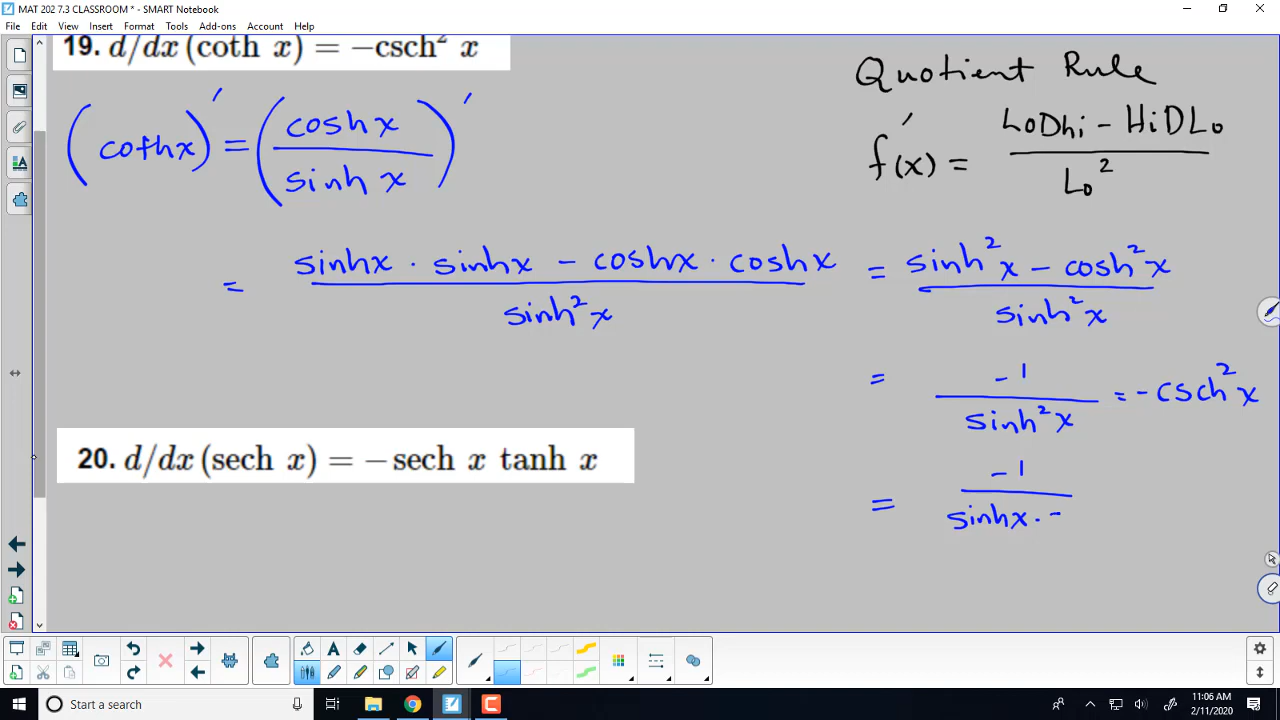 MAT 202 7.3 CLASSROOM * - SMART Notebook
File Edit View Insert Format Tools Add-ons Account Help
19. d/dx (coth x) = −csch² x
Quotient Rule
f'(x) = (LoDhi − HiDLo) / Lo²
(cothx)' = (coshx / sinhx)'
= (sinhx · sinhx − coshx · coshx) / sinh²x = (sinh²x − cosh²x) / sinh²x
= −1 / sinh²x = −csch²x
20. d/dx (sech x) = − sech x tanh x
= −1 / sinhx ·
Start a search
11:06 AM
2/11/2020